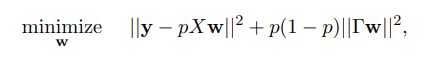 minimize ||y − pXw||² + p(1 − p)||Γw||²,
w